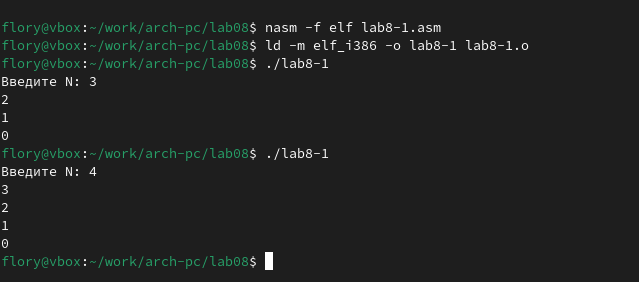 flory@vbox:~/work/arch-pc/lab08$ nasm -f elf lab8-1.asm
flory@vbox:~/work/arch-pc/lab08$ ld -m elf_i386 -o lab8-1 lab8-1.o
flory@vbox:~/work/arch-pc/lab08$ ./lab8-1
Введите N: 3
2
1
0
flory@vbox:~/work/arch-pc/lab08$ ./lab8-1
Введите N: 4
3
2
1
0
flory@vbox:~/work/arch-pc/lab08$